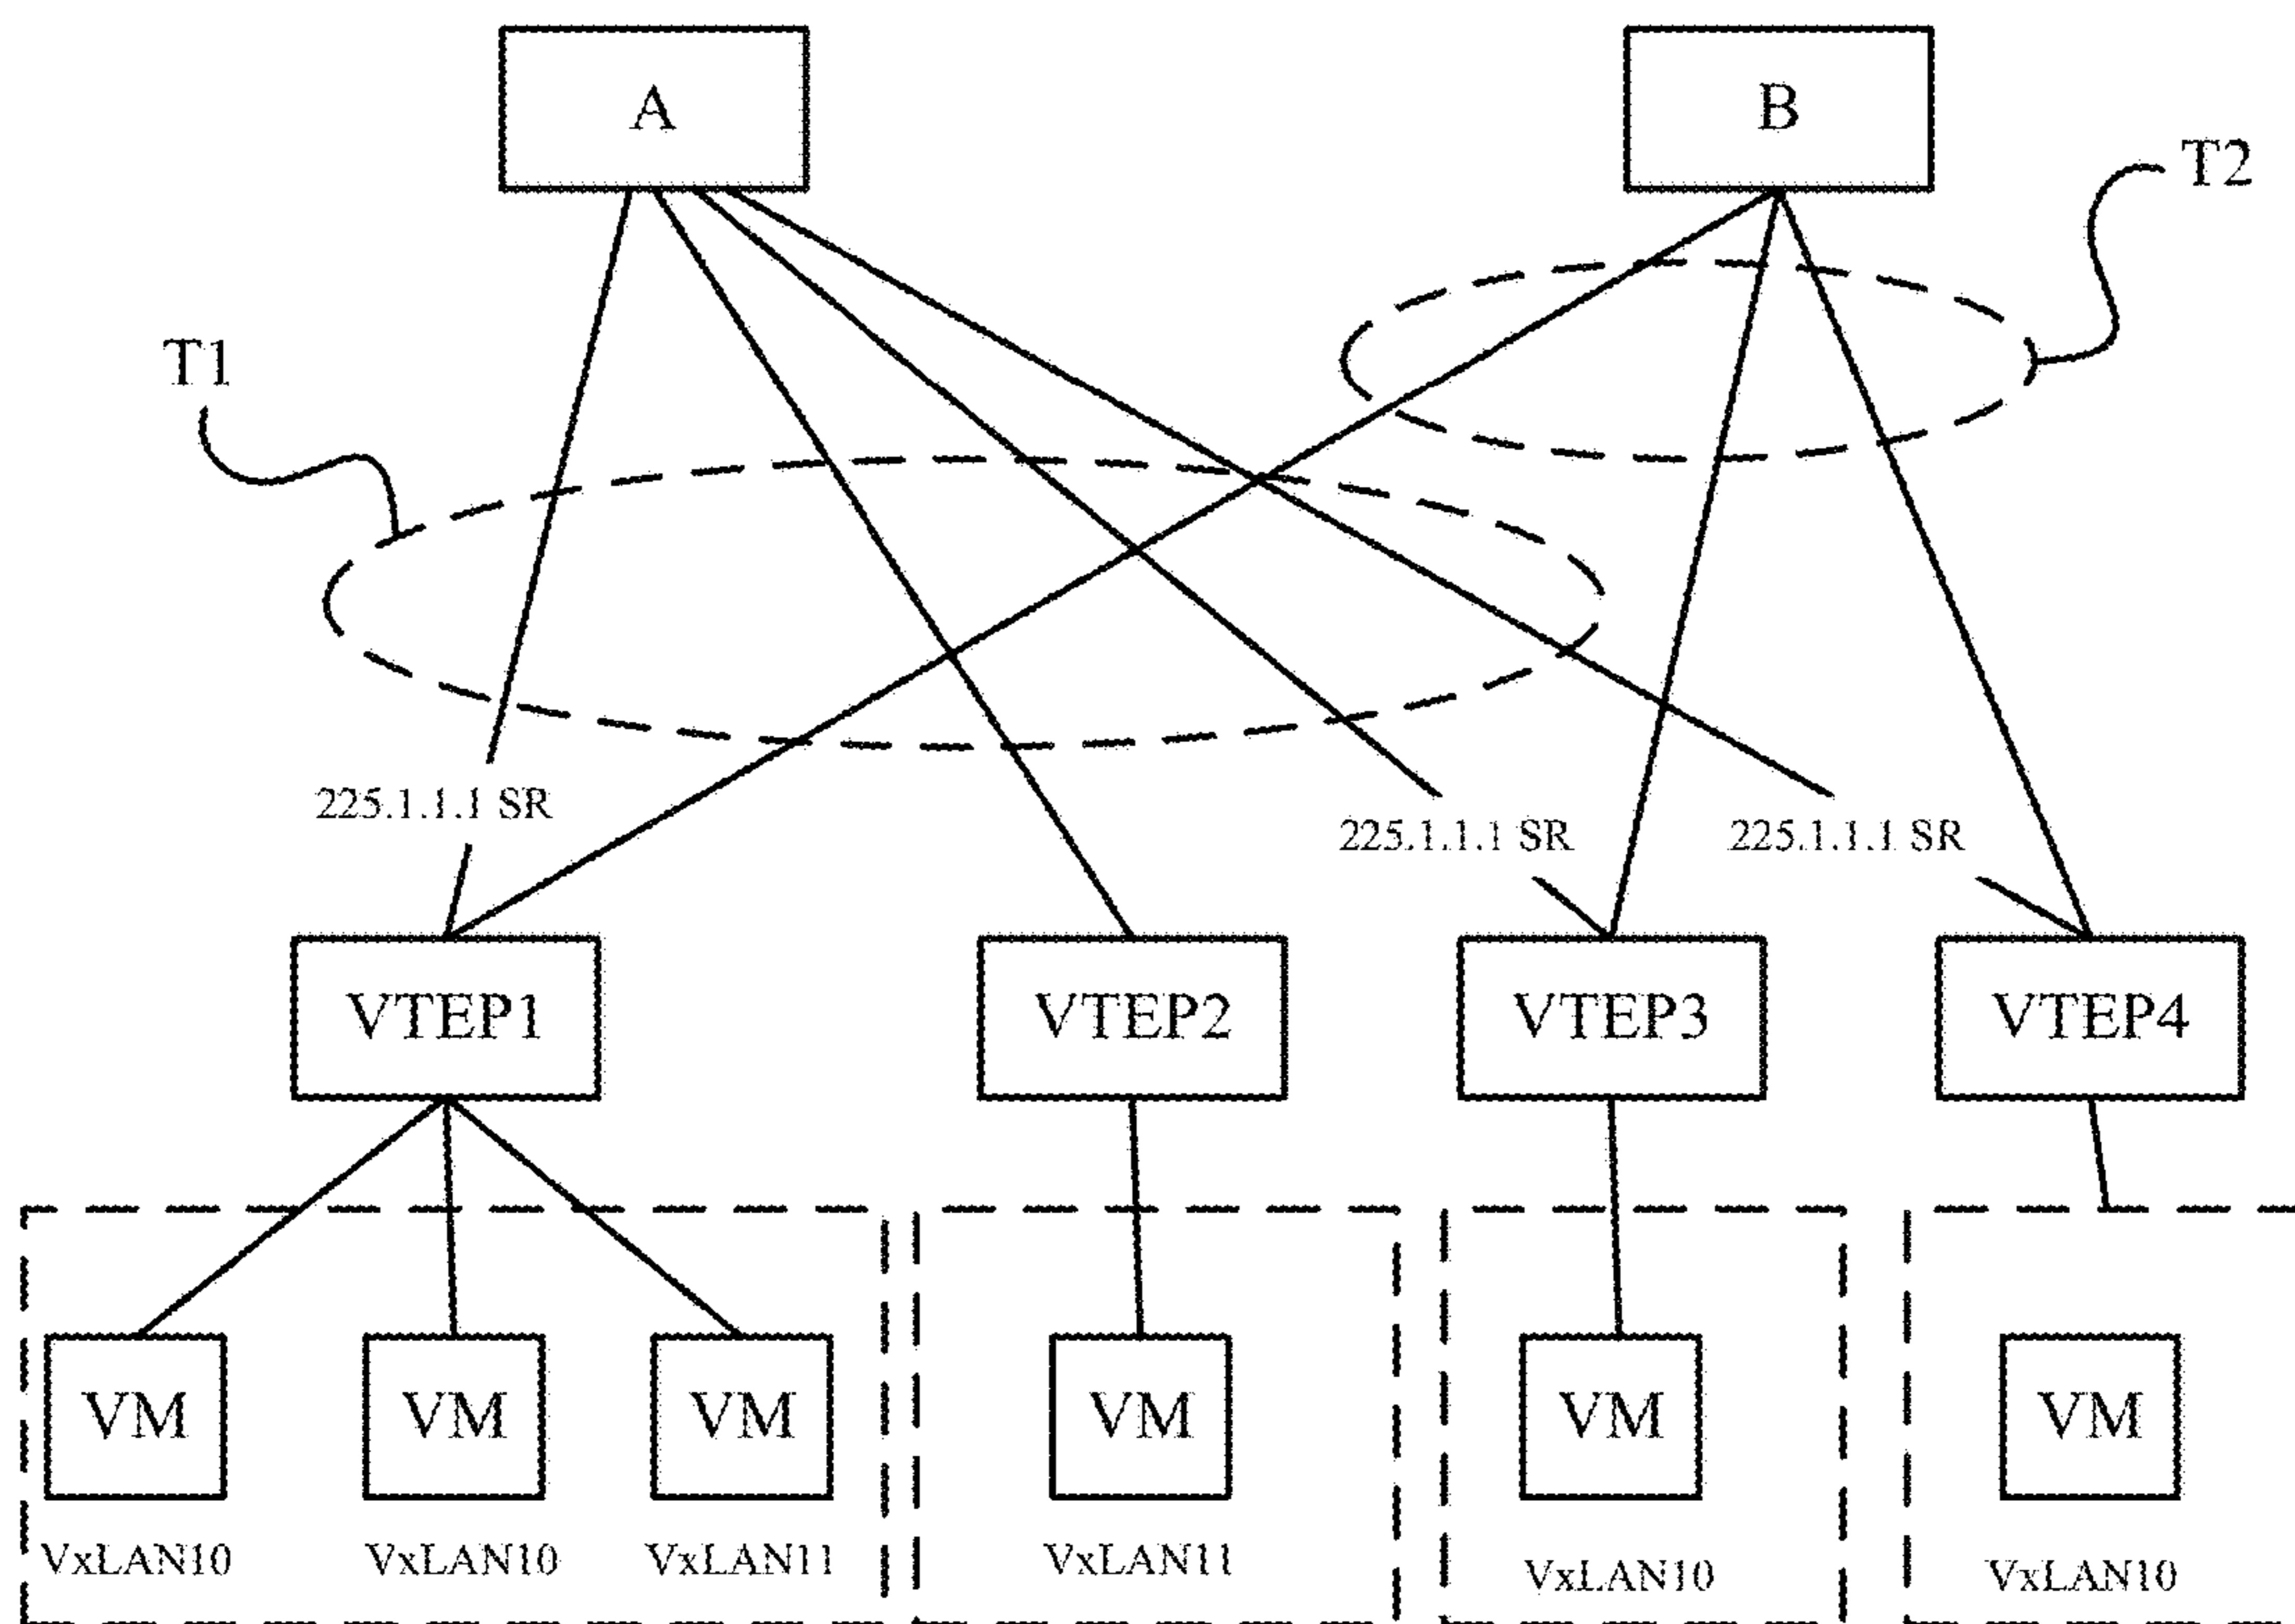 A
B
T2
T1
225.1.1.1 SR
225.1.1.1 SR
225.1.1.1 SR
VTEP1
VTEP2
VTEP3
VTEP4
VM
VM
VM
VM
VM
VM
VxLAN10
VxLAN10
VxLAN11
VxLAN11
VxLAN10
VxLAN10